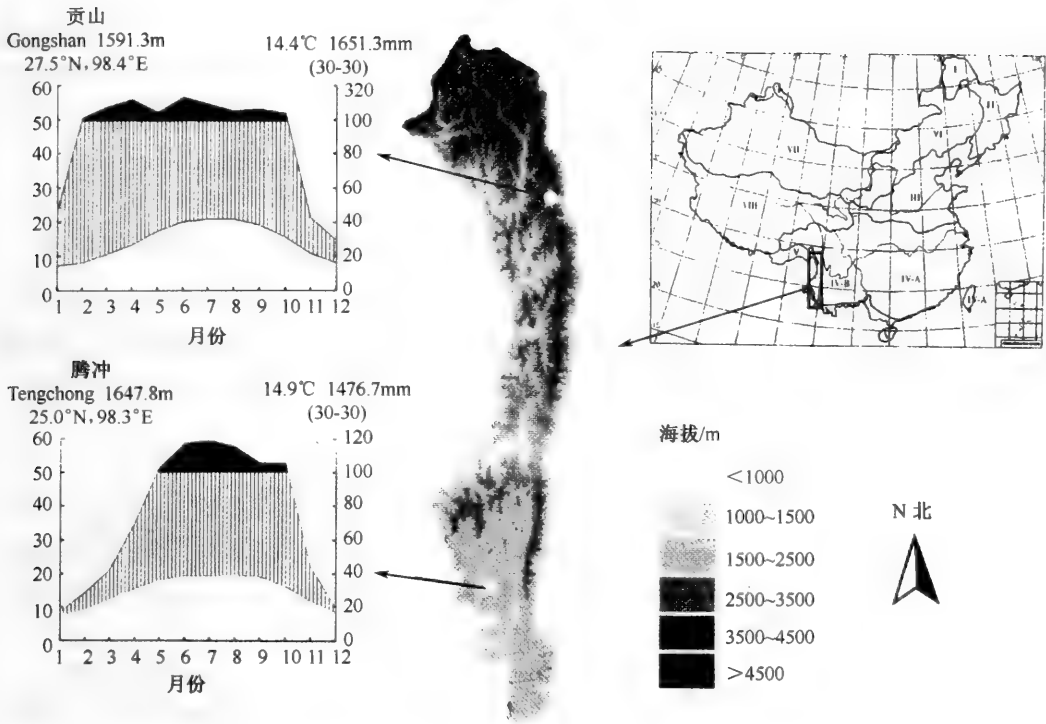 贡山
Gongshan 1591.3m
27.5°N,98.4°E
14.4℃ 1651.3mm
(30-30)
60
50
40
30
20
10
0
320
100
80
60
40
20
0
1 2 3 4 5 6 7 8 9 10 11 12
月份
腾冲
Tengchong 1647.8m
25.0°N,98.3°E
14.9℃ 1476.7mm
(30-30)
60
50
40
30
20
10
0
120
100
80
60
40
20
0
1 2 3 4 5 6 7 8 9 10 11 12
月份
I
II
VI
VII
III
VIII
V
IV-B
IV-A
IV-A
海拔/m
<1000
1000~1500
1500~2500
2500~3500
3500~4500
>4500
N 北